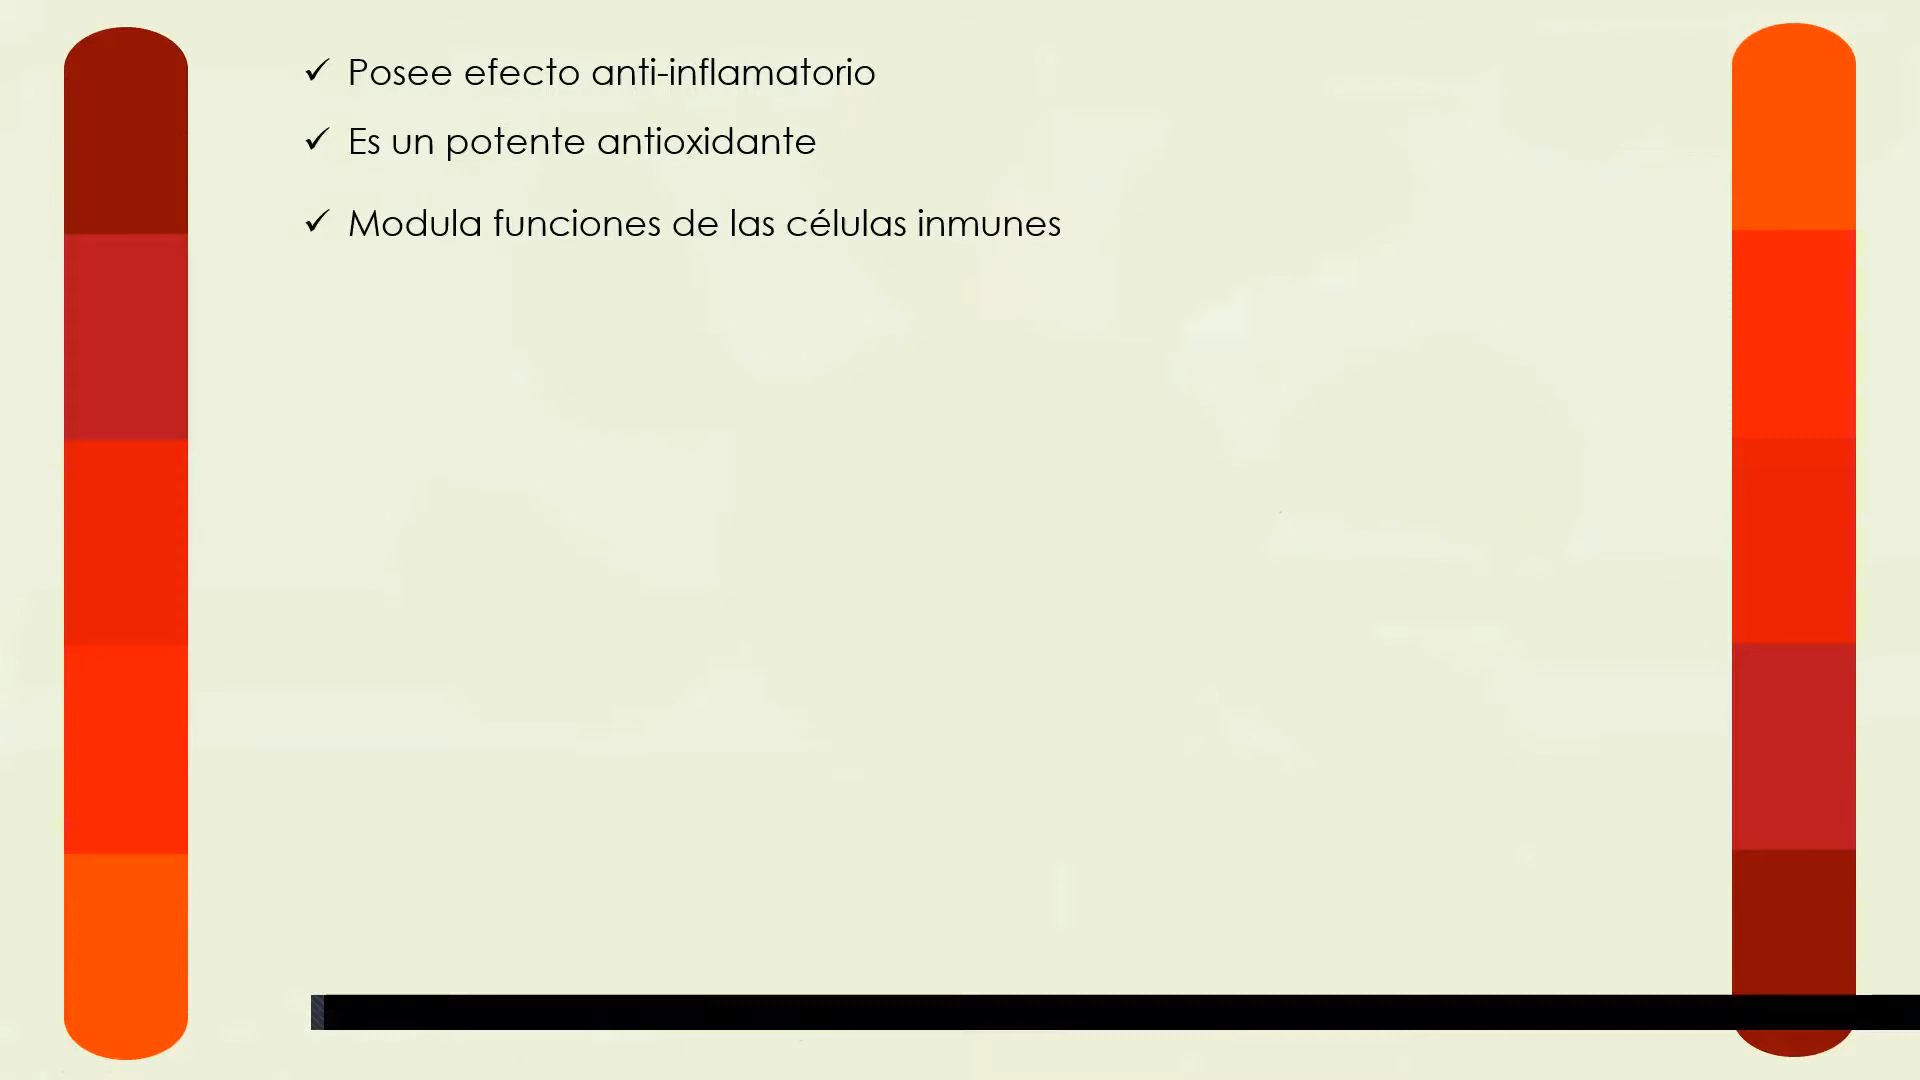 ✓ Posee efecto anti-inflamatorio
✓ Es un potente antioxidante
✓ Modula funciones de las células inmunes